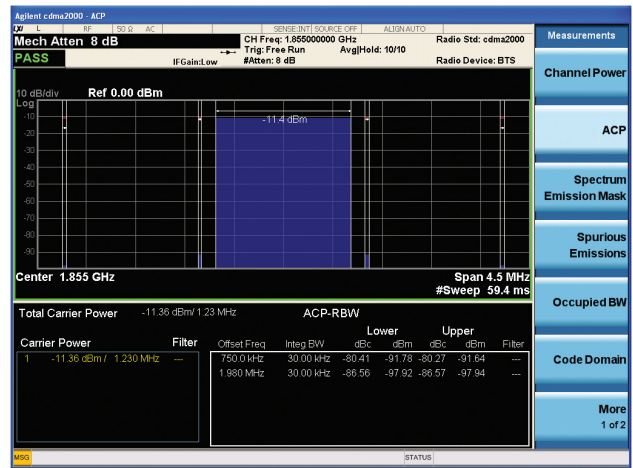 Agilent cdma2000 - ACP
LXI L RF 50 Ω AC SENSE:INT SOURCE OFF ALIGN AUTO
Mech Atten 8 dB
CH Freq: 1.855000000 GHz Radio Std: cdma2000
Trig: Free Run Avg|Hold: 10/10
PASS IFGain:Low #Atten: 8 dB Radio Device: BTS
10 dB/div Ref 0.00 dBm
Log
-10
-20
-30
-40
-50
-60
-70
-80
-90
-11.4 dBm
Center 1.855 GHz Span 4.5 MHz
#Sweep 59.4 ms
Total Carrier Power -11.36 dBm/ 1.23 MHz ACP-RBW
Lower Upper
Carrier Power Filter Offset Freq Integ BW dBc dBm dBc dBm Filter
1 -11.36 dBm / 1.230 MHz --- 750.0 kHz 30.00 kHz -80.41 -91.78 -80.27 -91.64 ---
1.980 MHz 30.00 kHz -86.56 -97.92 -86.57 -97.94 ---
MSG STATUS
Measurements
Channel Power
ACP
Spectrum
Emission Mask
Spurious
Emissions
Occupied BW
Code Domain
More
1 of 2